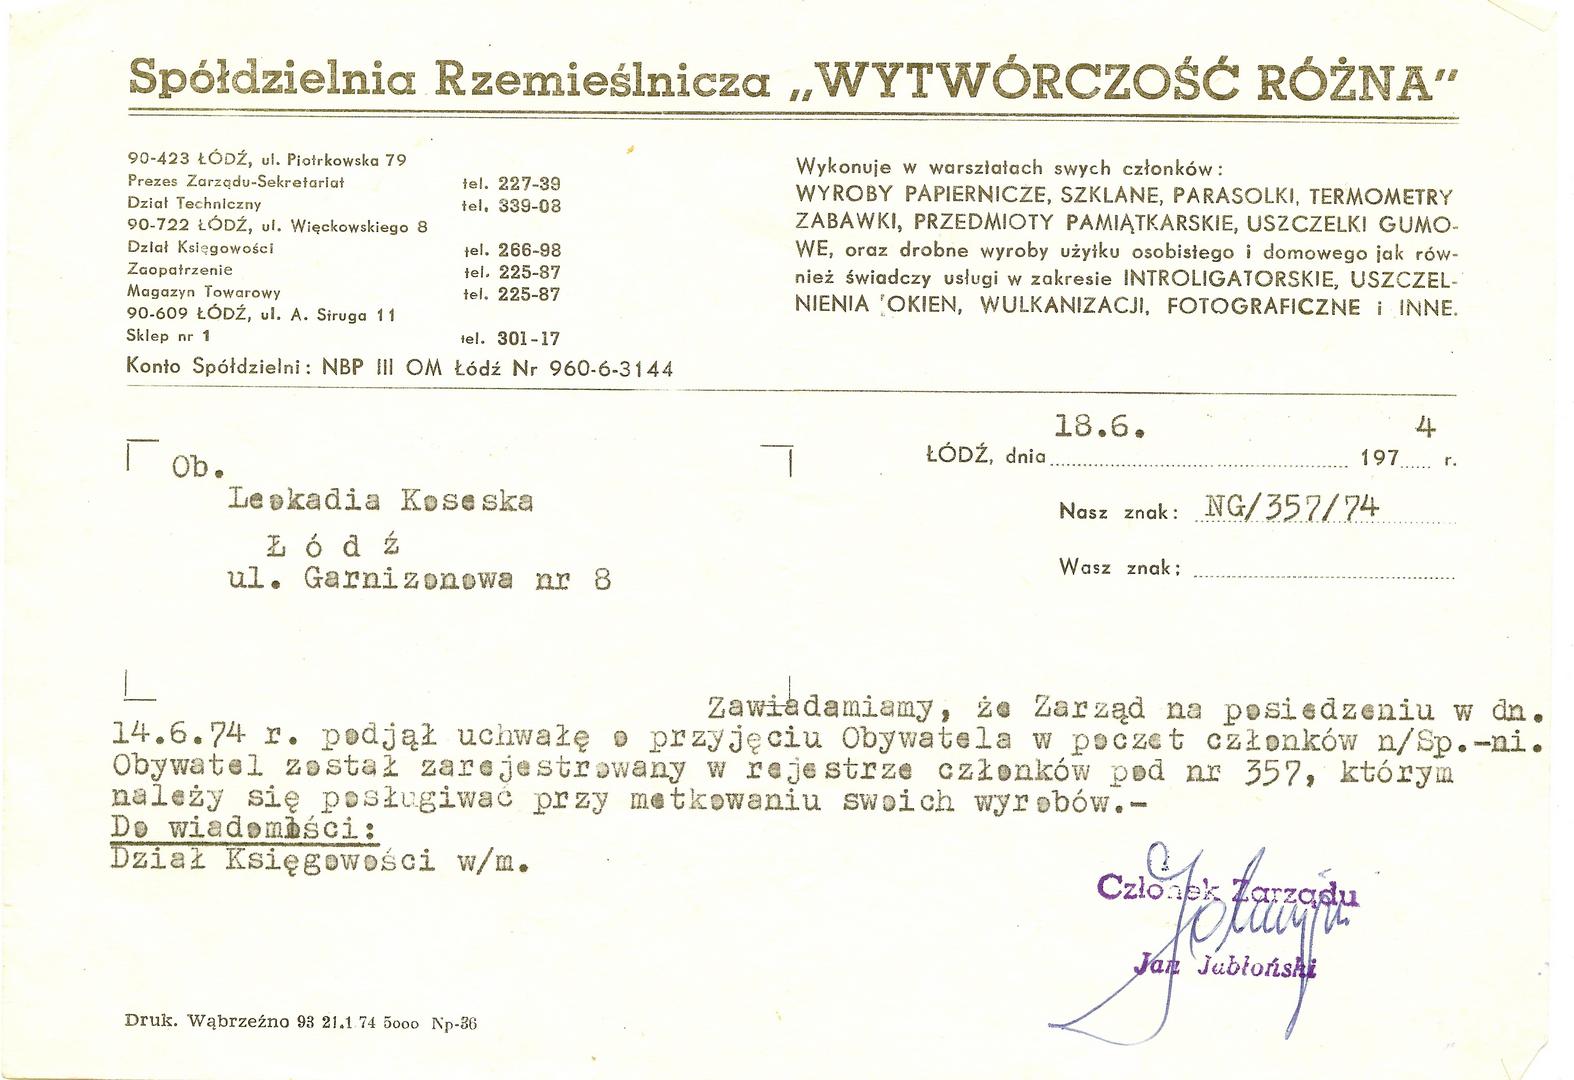 Spółdzielnia Rzemieślnicza „WYTWÓRCZOŚĆ RÓŻNA"
90-423 ŁÓDŹ, ul. Piotrkowska 79
Prezes Zarządu-Sekretariat tel. 227-39
Dział Techniczny tel. 339-08
90-722 ŁÓDŹ, ul. Więckowskiego 8
Dział Księgowości tel. 266-98
Zaopatrzenie tel. 225-87
Magazyn Towarowy tel. 225-87
90-609 ŁÓDŹ, ul. A. Struga 11
Sklep nr 1 tel. 301-17
Konto Spółdzielni: NBP III OM Łódź Nr 960-6-3144
Wykonuje w warsztatach swych członków:
WYROBY PAPIERNICZE, SZKLANE, PARASOLKI, TERMOMETRY
ZABAWKI, PRZEDMIOTY PAMIĄTKARSKIE, USZCZELKI GUMO-
WE, oraz drobne wyroby użytku osobistego i domowego jak rów-
nież świadczy usługi w zakresie INTROLIGATORSKIE, USZCZEL-
NIENIA OKIEN, WULKANIZACJI, FOTOGRAFICZNE i INNE.
ŁÓDŹ, dnia 18.6. 1974 r.
Nasz znak: NG/357/74
Wasz znak:
Ob.
Leokadia Koseska
Ł ó d ź
ul. Garnizonowa nr 8
Zawiadamiamy, że Zarząd na posiedzeniu w dn.
14.6.74 r. podjął uchwałę o przyjęciu Obywatela w poczet członków n/Sp.-ni.
Obywatel został zarejestrowany w rejestrze członków pod nr 357, którym
należy się posługiwać przy metkowaniu swoich wyrobów.-
Do wiadomości:
Dział Księgowości w/m.
Członek Zarządu
Jan Jabłoński
Druk. Wąbrzeźno 93 21.1 74 5000 Np-36